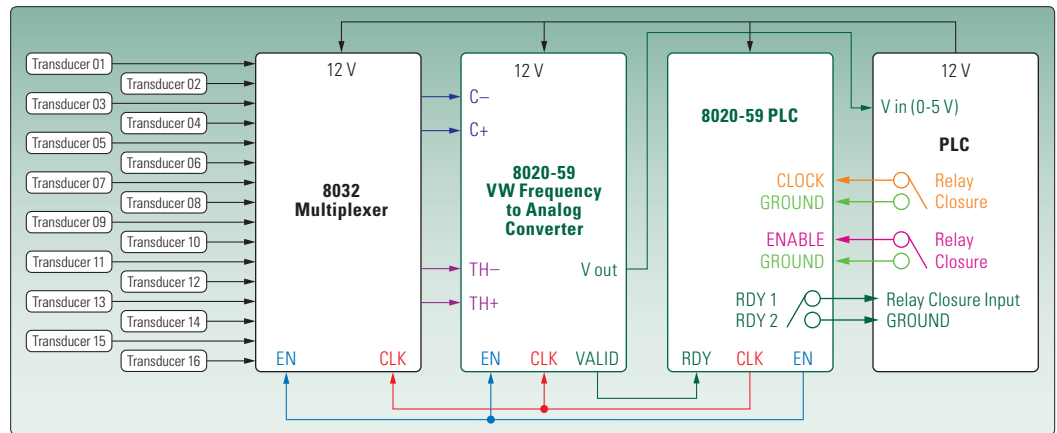 Transducer 01
Transducer 02
Transducer 03
Transducer 04
Transducer 05
Transducer 06
Transducer 07
Transducer 08
Transducer 09
Transducer 10
Transducer 11
Transducer 12
Transducer 13
Transducer 14
Transducer 15
Transducer 16
12 V
8032
Multiplexer
EN
CLK
12 V
C–
C+
8020-59
VW Frequency
to Analog
Converter
TH–
TH+
V out
EN
CLK
VALID
8020-59 PLC
CLOCK
GROUND
ENABLE
GROUND
RDY 1
RDY 2
RDY
CLK
EN
12 V
V in (0-5 V)
PLC
Relay
Closure
Relay
Closure
Relay Closure Input
GROUND